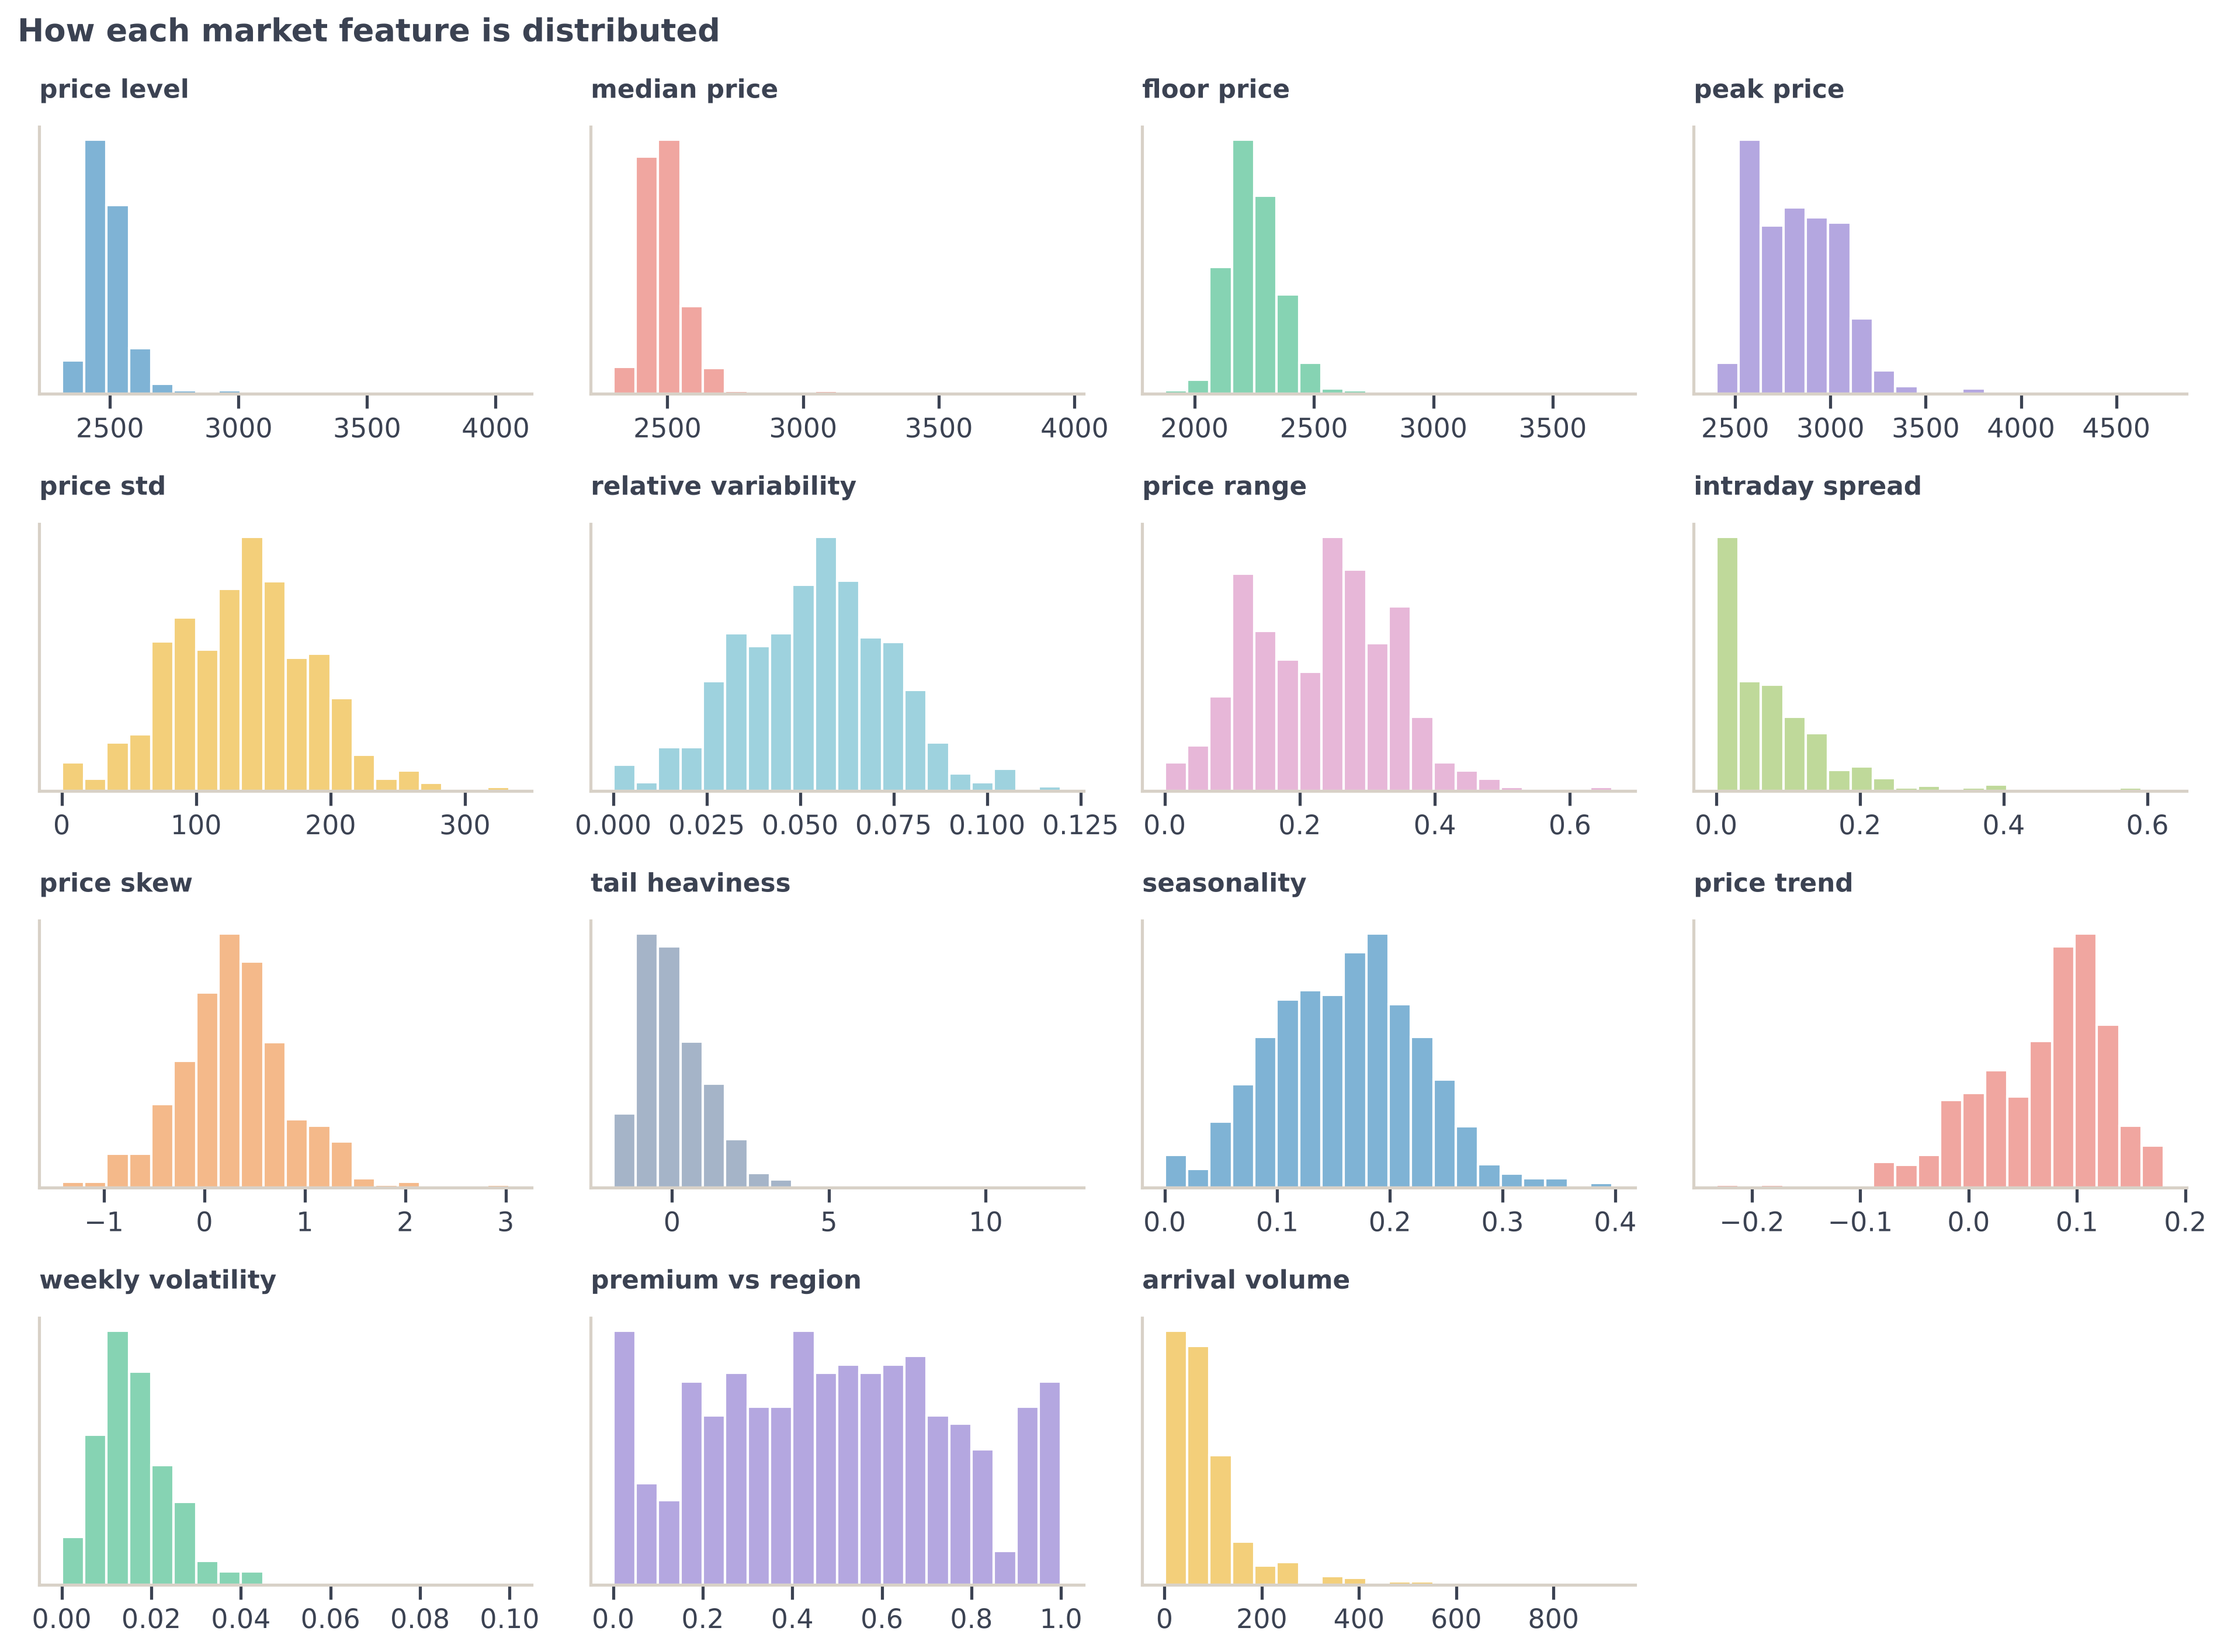 How each market feature is distributed
price level
median price
floor price
peak price
2500 3000 3500 4000
2500 3000 3500 4000
2000 2500 3000 3500
2500 3000 3500 4000 4500
price std
relative variability
price range
intraday spread
0 100 200 300
0.000 0.025 0.050 0.075 0.100 0.125
0.0 0.2 0.4 0.6
0.0 0.2 0.4 0.6
price skew
tail heaviness
seasonality
price trend
−1 0 1 2 3
0 5 10
0.0 0.1 0.2 0.3 0.4
−0.2 −0.1 0.0 0.1 0.2
weekly volatility
premium vs region
arrival volume
0.00 0.02 0.04 0.06 0.08 0.10
0.0 0.2 0.4 0.6 0.8 1.0
0 200 400 600 800